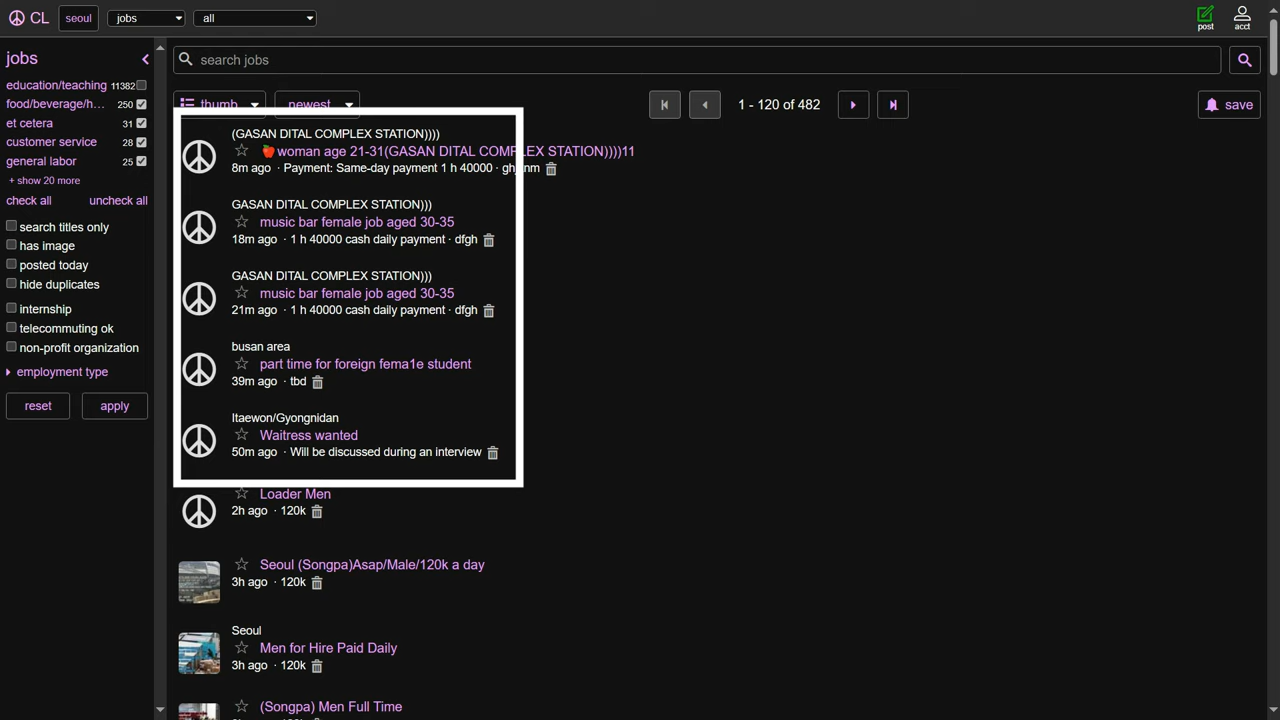 CL seoul jobs all post acct
jobs
education/teaching 11382
food/beverage/h... 250
et cetera 31
customer service 28
general labor 25
+ show 20 more
check all uncheck all
search titles only
has image
posted today
hide duplicates
internship
telecommuting ok
non-profit organization
employment type
reset apply
search jobs
thumb newest 1 - 120 of 482 save
(GASAN DITAL COMPLEX STATION))))
🍎woman age 21-31(GASAN DITAL COMPLEX STATION))))11
8m ago · Payment: Same-day payment 1 h 40000 ·
GASAN DITAL COMPLEX STATION)))
music bar female job aged 30-35
18m ago · 1 h 40000 cash daily payment · dfgh
GASAN DITAL COMPLEX STATION)))
music bar female job aged 30-35
21m ago · 1 h 40000 cash daily payment · dfgh
busan area
part time for foreign fema1e student
39m ago · tbd
Itaewon/Gyongnidan
Waitress wanted
50m ago · Will be discussed during an interview
Loader Men
2h ago · 120k
Seoul (Songpa)Asap/Male/120k a day
3h ago · 120k
Seoul
Men for Hire Paid Daily
3h ago · 120k
(Songpa) Men Full Time